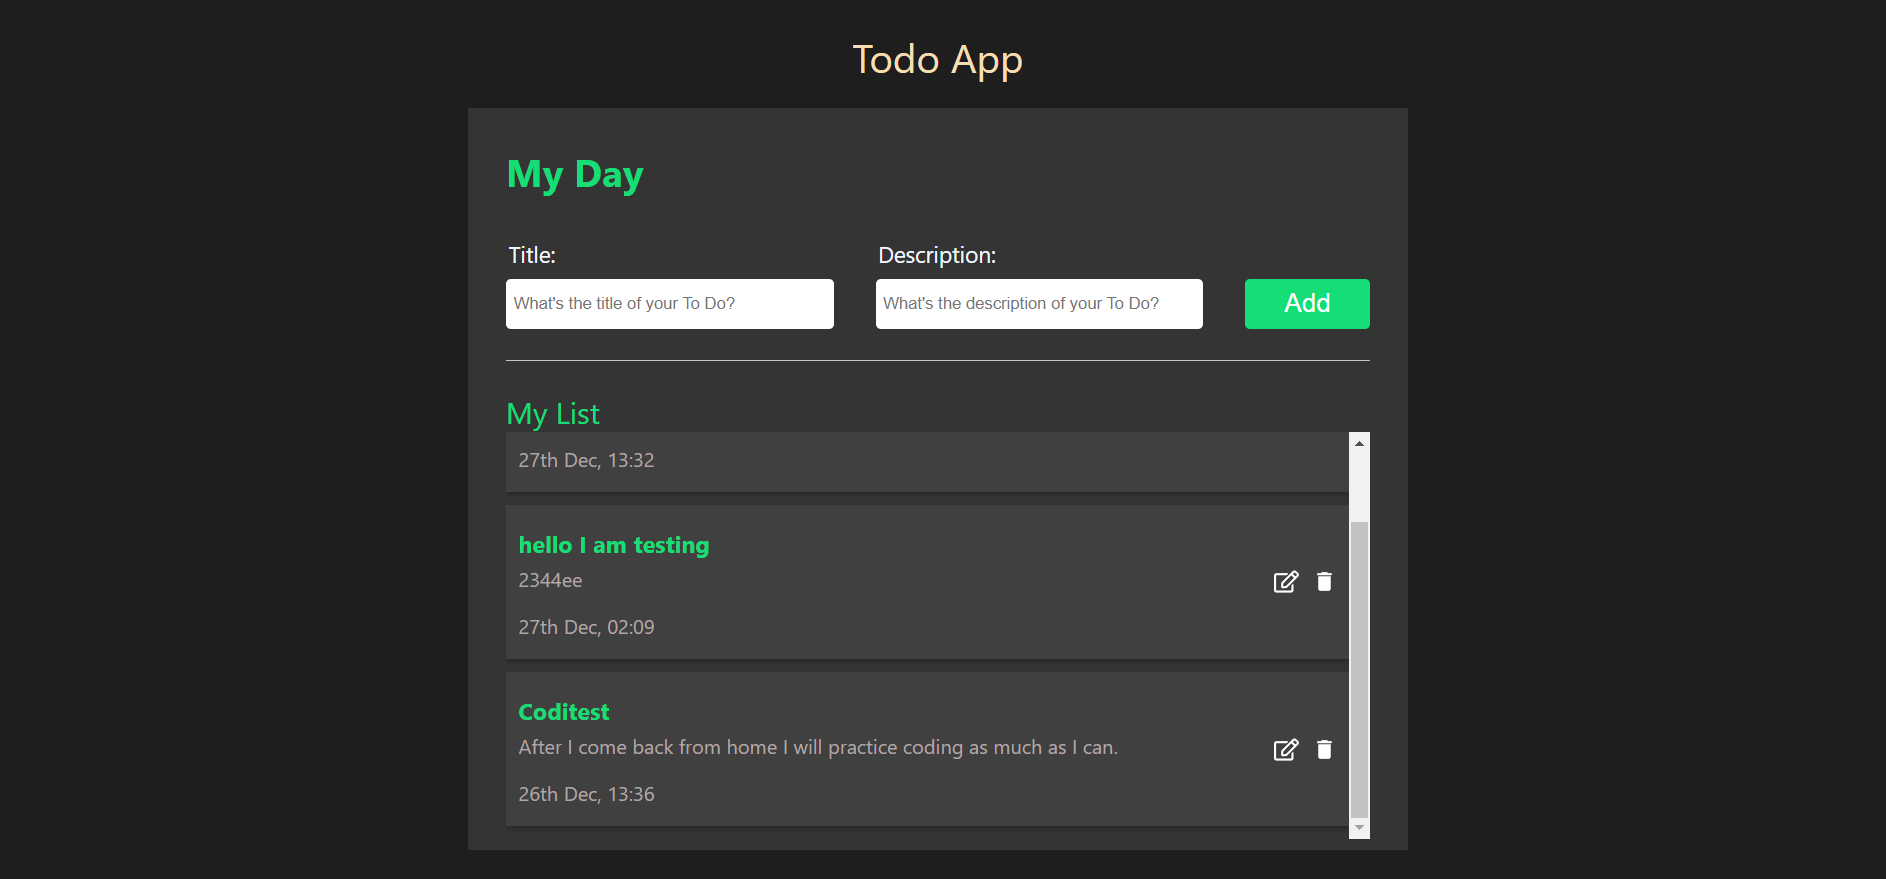 Todo App
My Day
Title:
Description:
What's the title of your To Do?
What's the description of your To Do?
Add
My List
27th Dec, 13:32
hello I am testing
2344ee
27th Dec, 02:09
Coditest
After I come back from home I will practice coding as much as I can.
26th Dec, 13:36